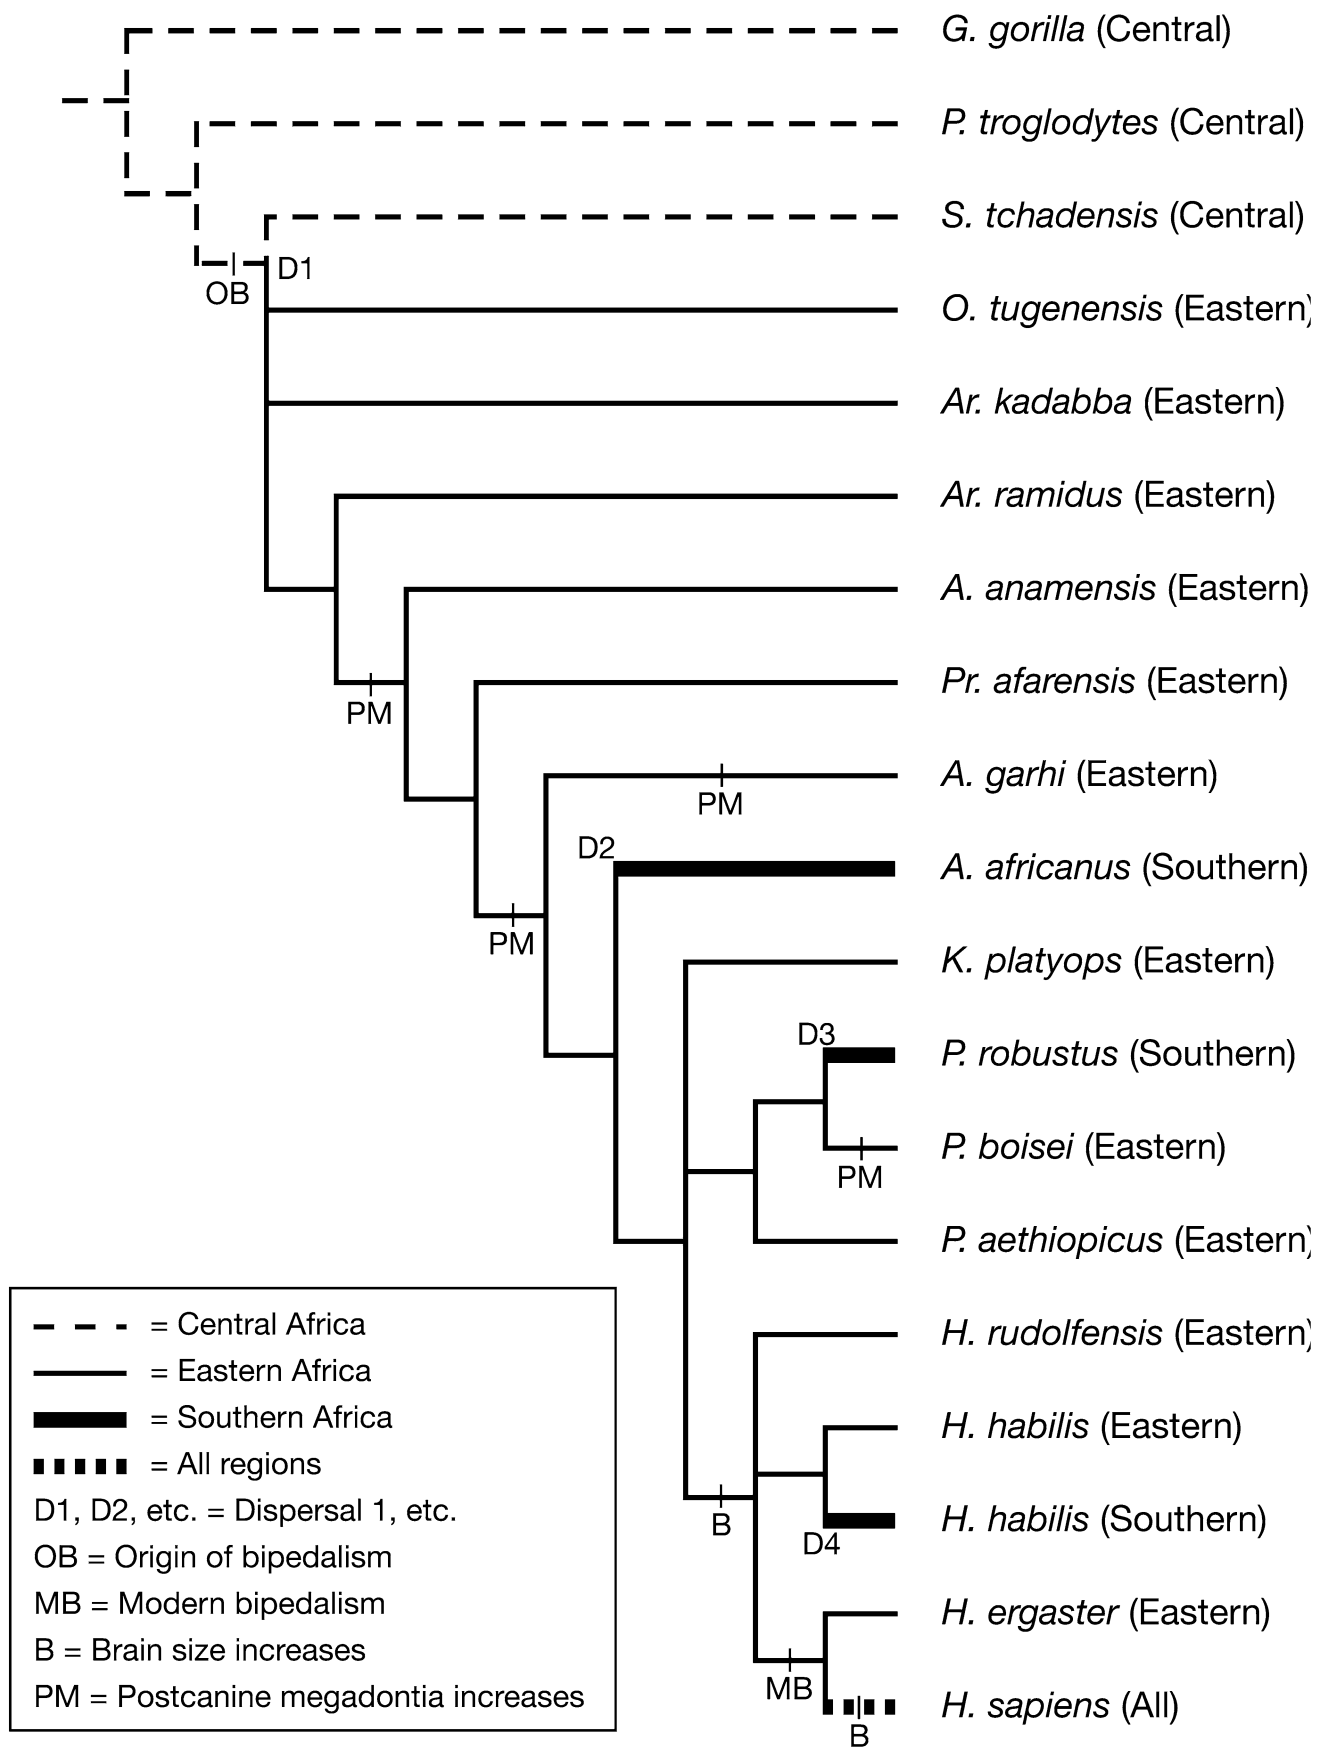 G. gorilla (Central)
P. troglodytes (Central)
S. tchadensis (Central)
D1
OB
O. tugenensis (Eastern)
Ar. kadabba (Eastern)
Ar. ramidus (Eastern)
A. anamensis (Eastern)
Pr. afarensis (Eastern)
PM
A. garhi (Eastern)
PM
D2
A. africanus (Southern)
PM
K. platyops (Eastern)
D3
P. robustus (Southern)
P. boisei (Eastern)
PM
P. aethiopicus (Eastern)
H. rudolfensis (Eastern)
H. habilis (Eastern)
B
H. habilis (Southern)
D4
H. ergaster (Eastern)
MB
H. sapiens (All)
B
= Central Africa
= Eastern Africa
= Southern Africa
= All regions
D1, D2, etc. = Dispersal 1, etc.
OB = Origin of bipedalism
MB = Modern bipedalism
B = Brain size increases
PM = Postcanine megadontia increases